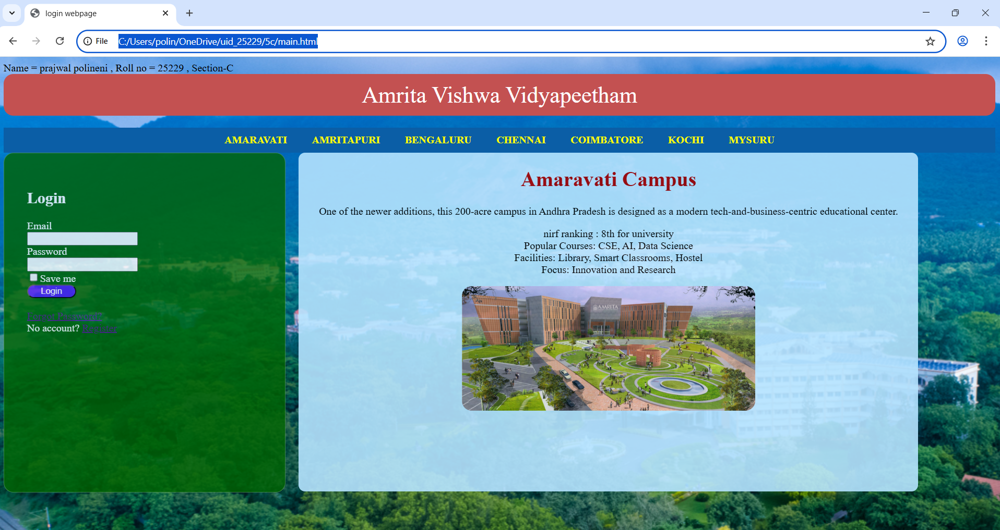 login webpage
File C:/Users/polin/OneDrive/uid_25229/5c/main.html
Name = prajwal polineni , Roll no = 25229 , Section-C
Amrita Vishwa Vidyapeetham
AMARAVATI AMRITAPURI BENGALURU CHENNAI COIMBATORE KOCHI MYSURU
Login
Email
Password
Save me
Login
Forgot Password?
No account? Register
Amaravati Campus
One of the newer additions, this 200-acre campus in Andhra Pradesh is designed as a modern tech-and-business-centric educational center.
nirf ranking : 8th for university
Popular Courses: CSE, AI, Data Science
Facilities: Library, Smart Classrooms, Hostel
Focus: Innovation and Research
AMRITA